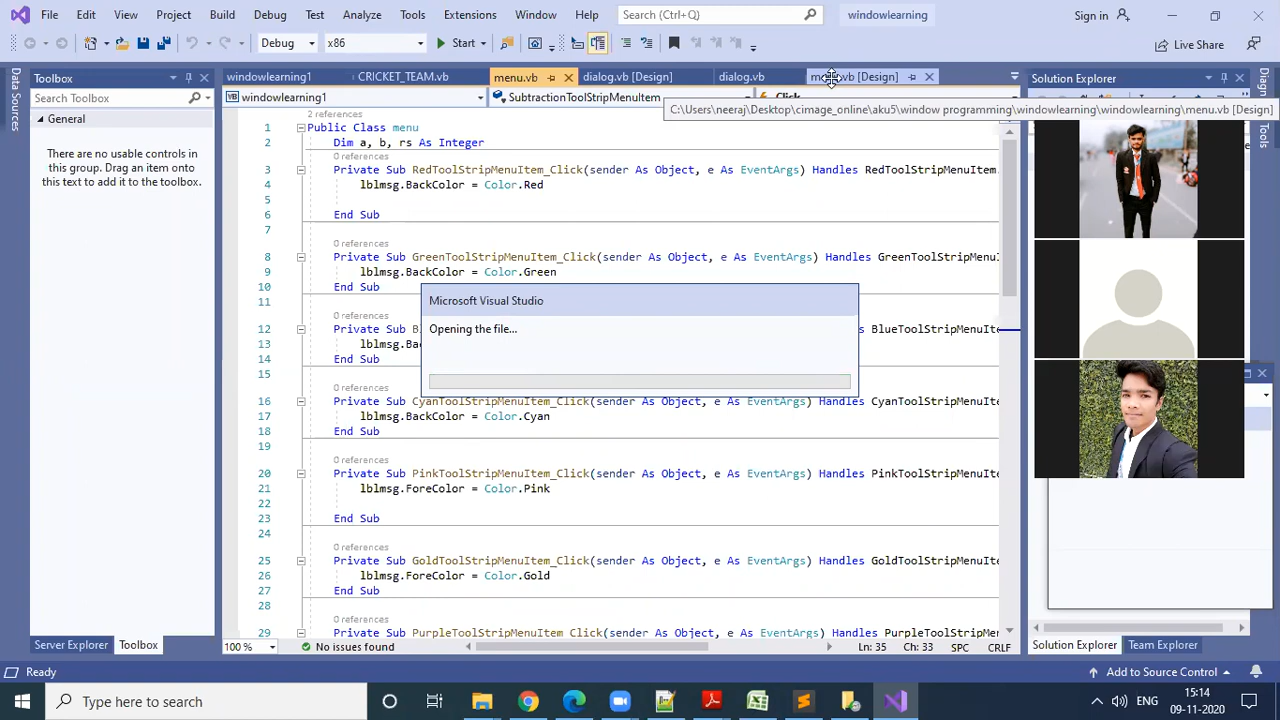 File Edit View Project Build Debug Test Analyze Tools Extensions Window Help Search (Ctrl+Q) windowlearning Sign in
Debug x86 Start Live Share
Data Sources
Toolbox
Search Toolbox
General
There are no usable controls in
this group. Drag an item onto
this text to add it to the toolbox.
Server Explorer Toolbox
windowlearning1 CRICKET_TEAM.vb menu.vb dialog.vb [Design] dialog.vb [Design]
windowlearning1 SubtractionToolStripMenuItem Click
C:\Users\neeraj\Desktop\cimage_online\aku5\window programming\windowlearning\windowlearning\menu.vb [Design]
2 references
1 Public Class menu
2 Dim a, b, rs As Integer
0 references
3 Private Sub RedToolStripMenuItem_Click(sender As Object, e As EventArgs) Handles RedToolStripMenuItem.
4 lblmsg.BackColor = Color.Red
5
6 End Sub
7
0 references
8 Private Sub GreenToolStripMenuItem_Click(sender As Object, e As EventArgs) Handles GreenToolStripMenuIt
9 lblmsg.BackColor = Color.Green
10 End Sub
11
0 references
12 Private Sub B BlueToolStripMenuIte
13 lblmsg.Ba
14 End Sub
15
0 references
16 Private Sub CyanToolStripMenuItem_Click(sender As Object, e As EventArgs) Handles CyanToolStripMenuIte
17 lblmsg.BackColor = Color.Cyan
18 End Sub
19
0 references
20 Private Sub PinkToolStripMenuItem_Click(sender As Object, e As EventArgs) Handles PinkToolStripMenuIte
21 lblmsg.ForeColor = Color.Pink
22
23 End Sub
24
0 references
25 Private Sub GoldToolStripMenuItem_Click(sender As Object, e As EventArgs) Handles GoldToolStripMenuIte
26 lblmsg.ForeColor = Color.Gold
27 End Sub
28
0 references
29 Private Sub PurpleToolStripMenuItem_Click(sender As Object, e As EventArgs) Handles PurpleToolStripMenu
Microsoft Visual Studio
Opening the file...
100 % No issues found Ln: 35 Ch: 33 SPC CRLF
Solution Explorer
Toolbox
Solution Explorer Team Explorer
Ready Add to Source Control
Type here to search
ENG
15:14
09-11-2020